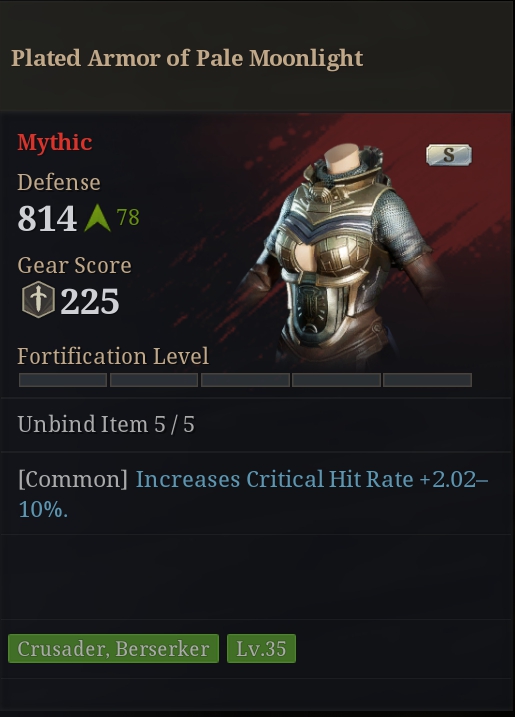 Plated Armor of Pale Moonlight
Mythic
S
Defense
814 78
Gear Score
225
Fortification Level
Unbind Item 5 / 5
[Common] Increases Critical Hit Rate +2.02–
10%.
Crusader, Berserker Lv.35